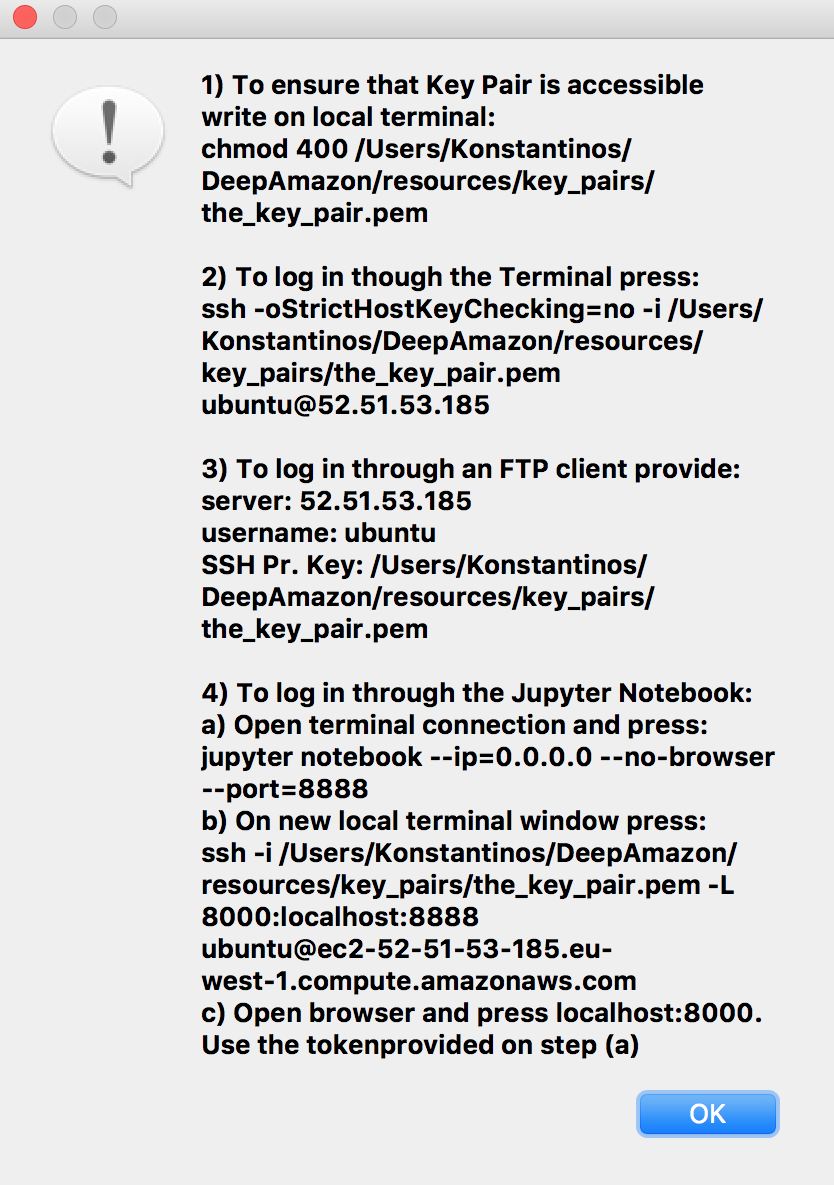 1) To ensure that Key Pair is accessible
write on local terminal:
chmod 400 /Users/Konstantinos/
DeepAmazon/resources/key_pairs/
the_key_pair.pem
2) To log in though the Terminal press:
ssh -oStrictHostKeyChecking=no -i /Users/
Konstantinos/DeepAmazon/resources/
key_pairs/the_key_pair.pem
ubuntu@52.51.53.185
3) To log in through an FTP client provide:
server: 52.51.53.185
username: ubuntu
SSH Pr. Key: /Users/Konstantinos/
DeepAmazon/resources/key_pairs/
the_key_pair.pem
4) To log in through the Jupyter Notebook:
a) Open terminal connection and press:
jupyter notebook --ip=0.0.0.0 --no-browser
--port=8888
b) On new local terminal window press:
ssh -i /Users/Konstantinos/DeepAmazon/
resources/key_pairs/the_key_pair.pem -L
8000:localhost:8888
ubuntu@ec2-52-51-53-185.eu-
west-1.compute.amazonaws.com
c) Open browser and press localhost:8000.
Use the tokenprovided on step (a)
OK